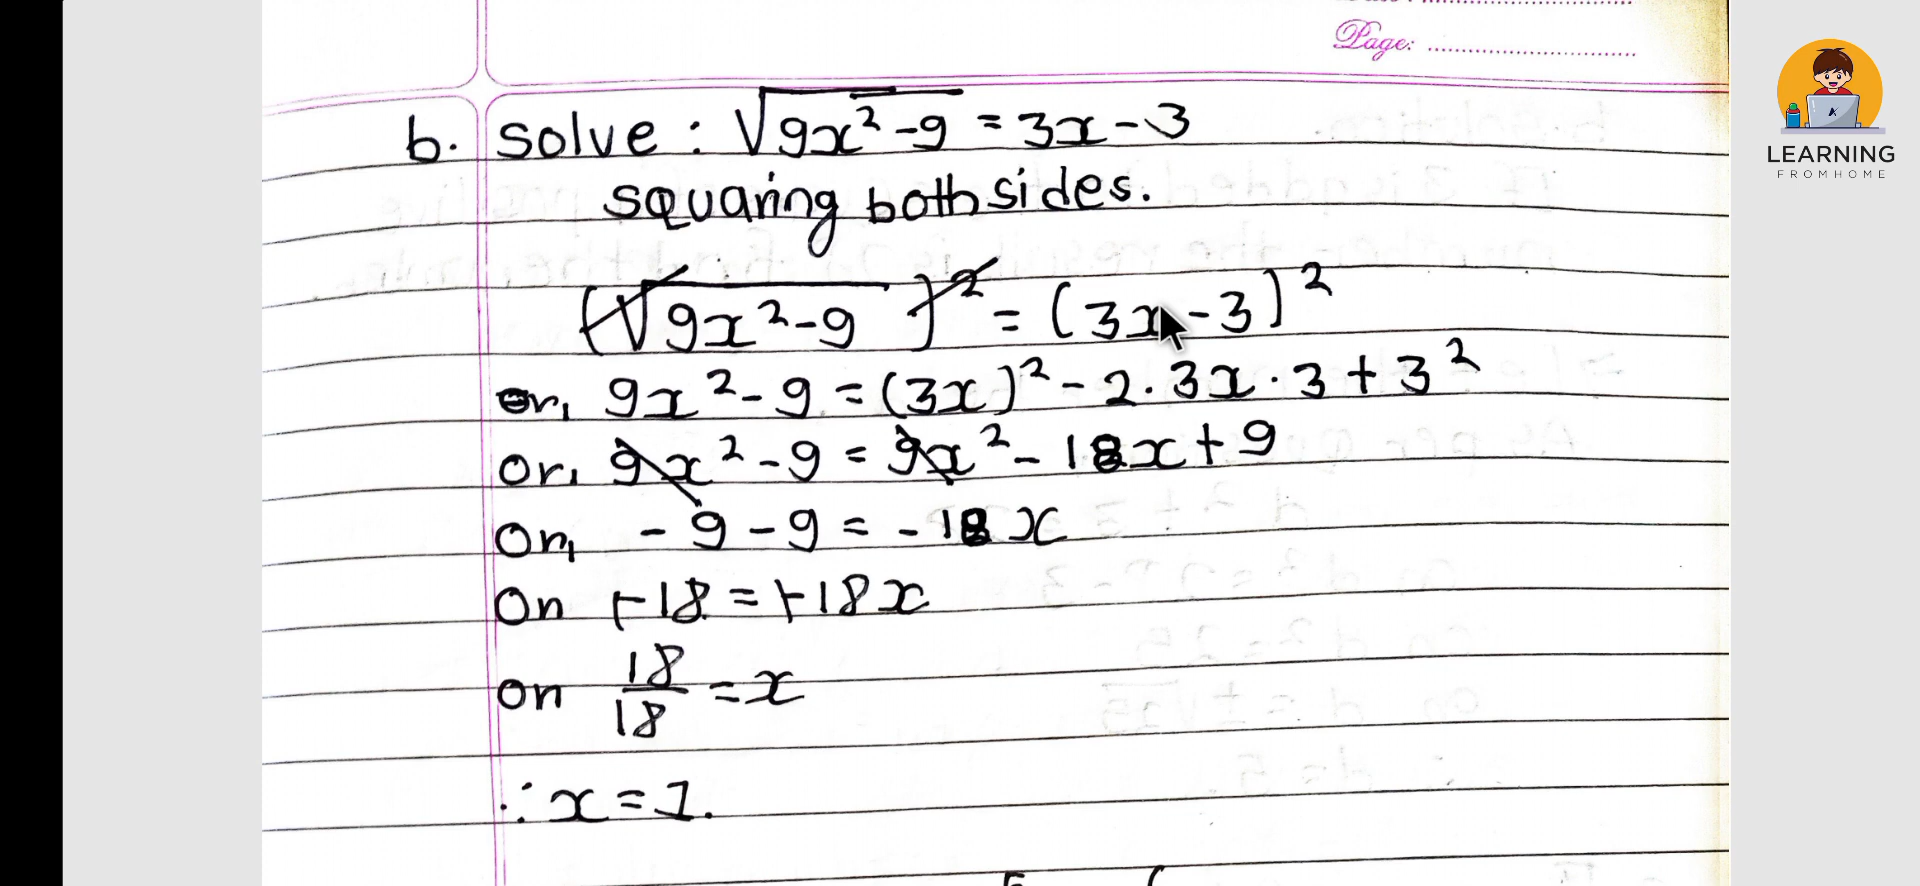 Page: ..........
b. solve : √9x² -9 = 3x - 3
squaring both sides.
(√9x² - 9)² = (3x - 3)²
or, 9x² - 9 = (3x)² - 2 · 3x · 3 + 3²
Or, 9x² - 9 = 9x² - 18x + 9
Or, - 9 - 9 = - 18x
Or +18 = +18x
Or 18/18 = x
∴ x = 1.
LEARNING
FROMHOME